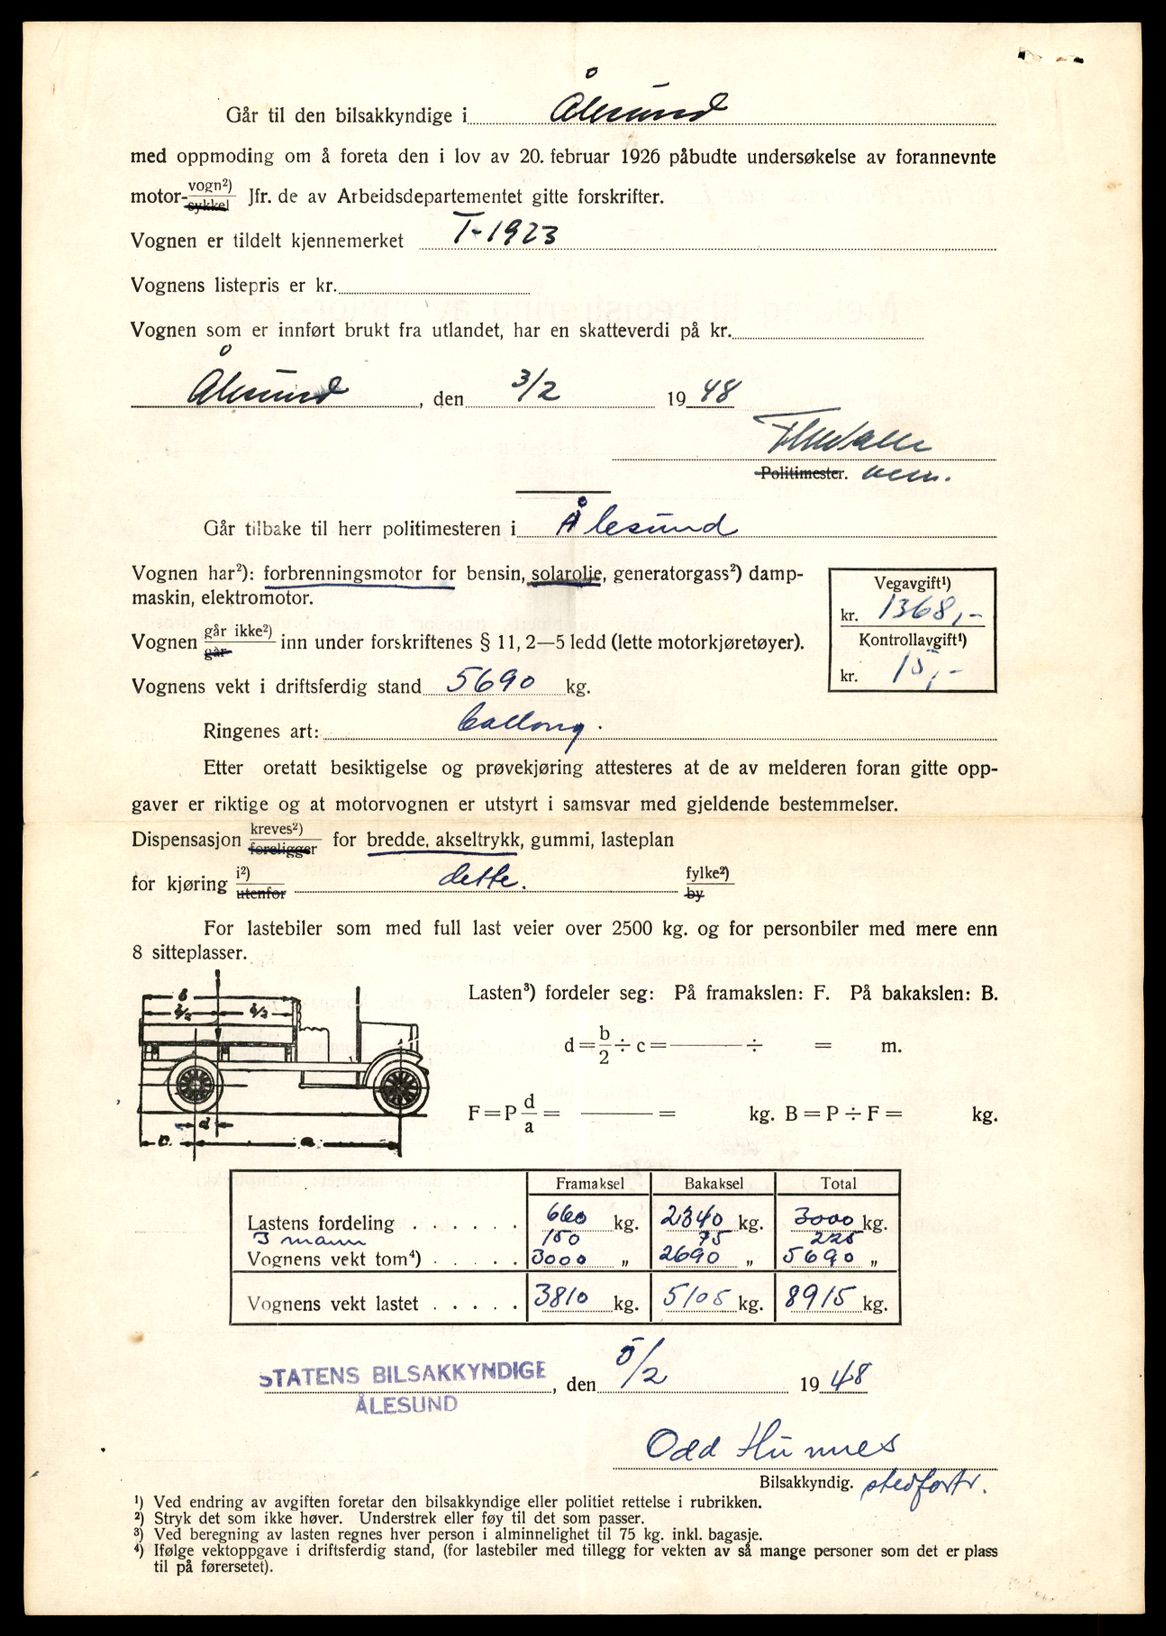 Går til den bilsakkyndige i Ålesund
med oppmoding om å foreta den i lov av 20. februar 1926 påbudte undersøkelse av forannevnte
motor- vogn²) sykkel Jfr. de av Arbeidsdepartementet gitte forskrifter.
Vognen er tildelt kjennemerket T-1923
Vognens listepris er kr.
Vognen som er innført brukt fra utlandet, har en skatteverdi på kr.
Ålesund, den 3/2 1948
Politimester.
Går tilbake til herr politimesteren i Ålesund
Vognen har²): forbrenningsmotor for bensin, solarolje, generatorgass²) damp-
maskin, elektromotor.
Vegavgift¹)
kr. 1368,-
Kontrollavgift¹)
kr. 15,-
Vognen går ikke²) går inn under forskriftenes § 11, 2—5 ledd (lette motorkjøretøyer).
Vognens vekt i driftsferdig stand 5690 kg.
Ringenes art: ballong.
Etter oretatt besiktigelse og prøvekjøring attesteres at de av melderen foran gitte opp-
gaver er riktige og at motorvognen er utstyrt i samsvar med gjeldende bestemmelser.
Dispensasjon kreves²) foreligger for bredde, akseltrykk, gummi, lasteplan
for kjøring i²) utenfor dette. fylke²) by
For lastebiler som med full last veier over 2500 kg. og for personbiler med mere enn
8 sitteplasser.
Lasten³) fordeler seg: På framakslen: F. På bakakslen: B.
b
b/2 b/2
d = b/2 ÷ c = ——— ÷ = m.
F = P d/a = ——— = kg. B = P ÷ F = kg.
d
c. a
Framaksel Bakaksel Total
Lastens fordeling . . . . . . 660 kg. 2340 kg. 3000 kg.
3 mann 150 75 225
Vognens vekt tom⁴) . . . . . 3000 „ 2690 „ 5690 „
Vognens vekt lastet . . . . . 3810 kg. 5105 kg. 8915 kg.
STATENS BILSAKKYNDIGE, den 5/2 1948
ÅLESUND
Odd Hunnes
Bilsakkyndig. stedfortr.
¹) Ved endring av avgiften foretar den bilsakkyndige eller politiet rettelse i rubrikken.
²) Stryk det som ikke høver. Understrek eller føy til det som passer.
³) Ved beregning av lasten regnes hver person i alminnelighet til 75 kg. inkl. bagasje.
⁴) Ifølge vektoppgave i driftsferdig stand, (for lastebiler med tillegg for vekten av så mange personer som det er plass
til på førersetet).